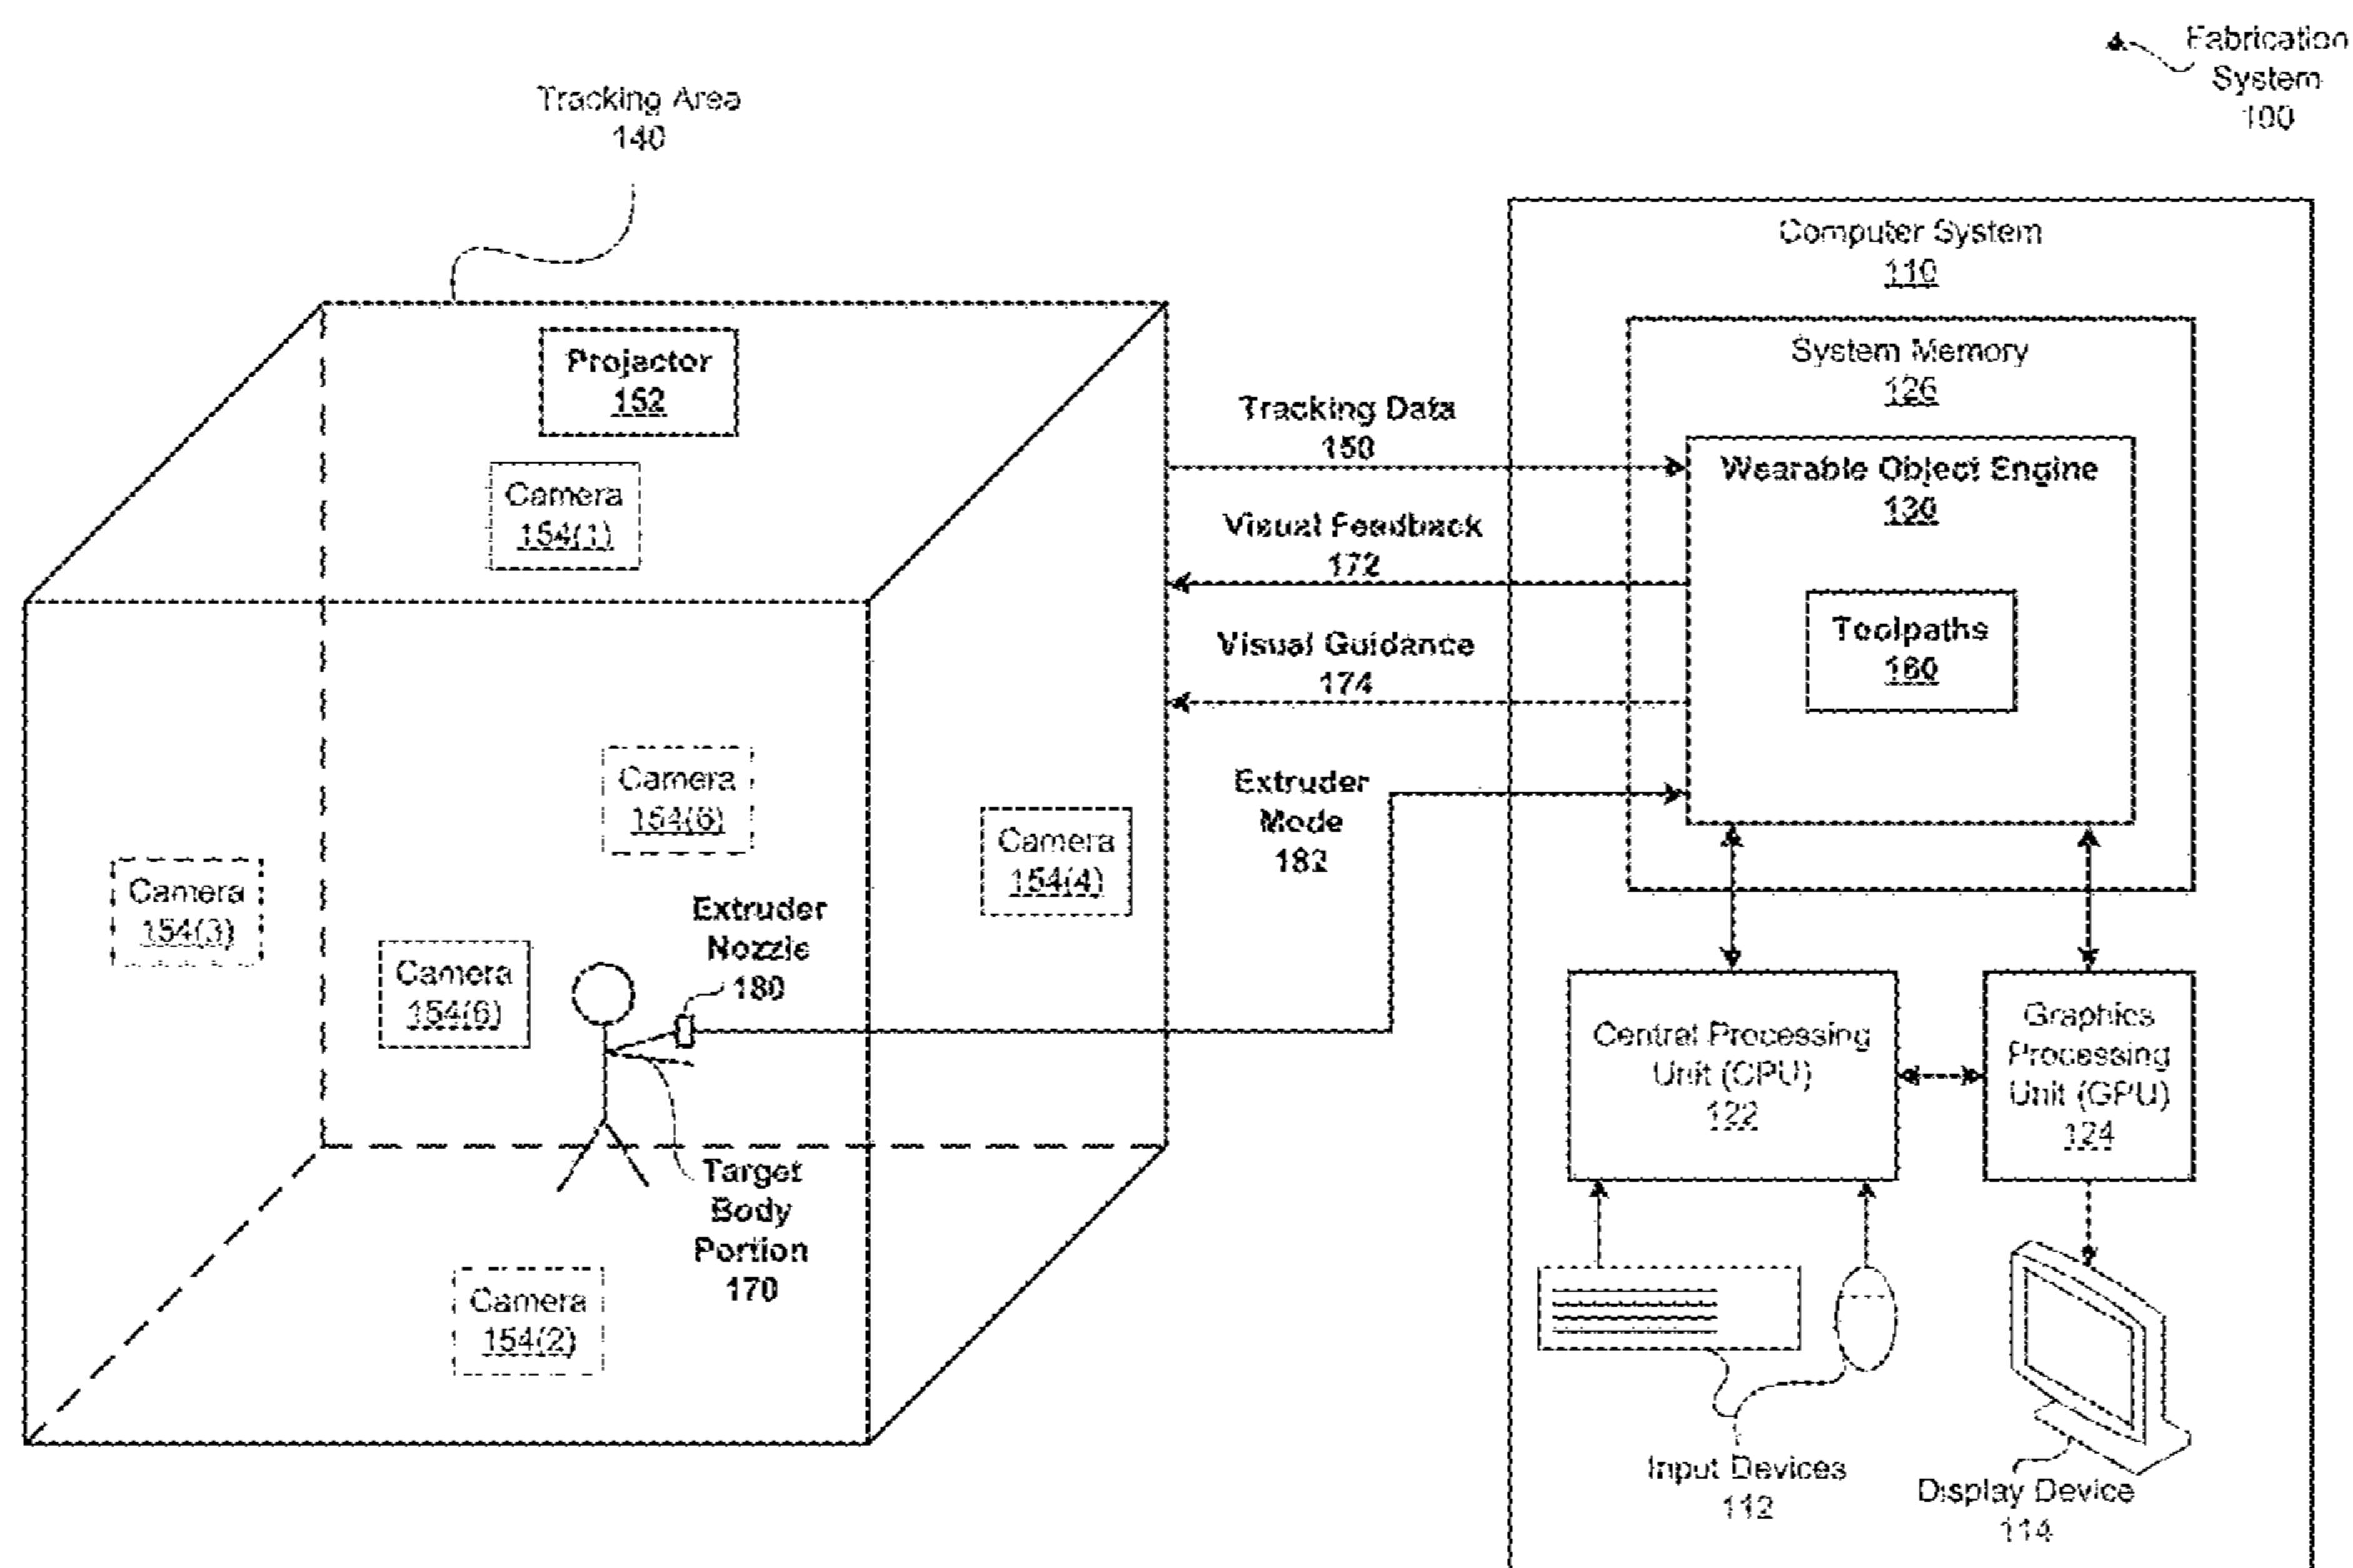 Fabrication
System
100
Tracking Area
140
Computer System
110
System Memory
126
Projector
152
Tracking Data
150
Wearable Object Engine
130
Camera
154(1)
Visual Feedback
172
Toolpaths
160
Visual Guidance
174
Camera
154(6)
Extruder
Mode
182
Camera
154(4)
Camera
154(3)
Extruder
Nozzle
180
Camera
Central Processing
Unit (CPU)
122
Graphics
Processing
Unit (GPU)
124
Target
Body
Portion
170
Camera
154(2)
Input Devices
112
Display Device
114